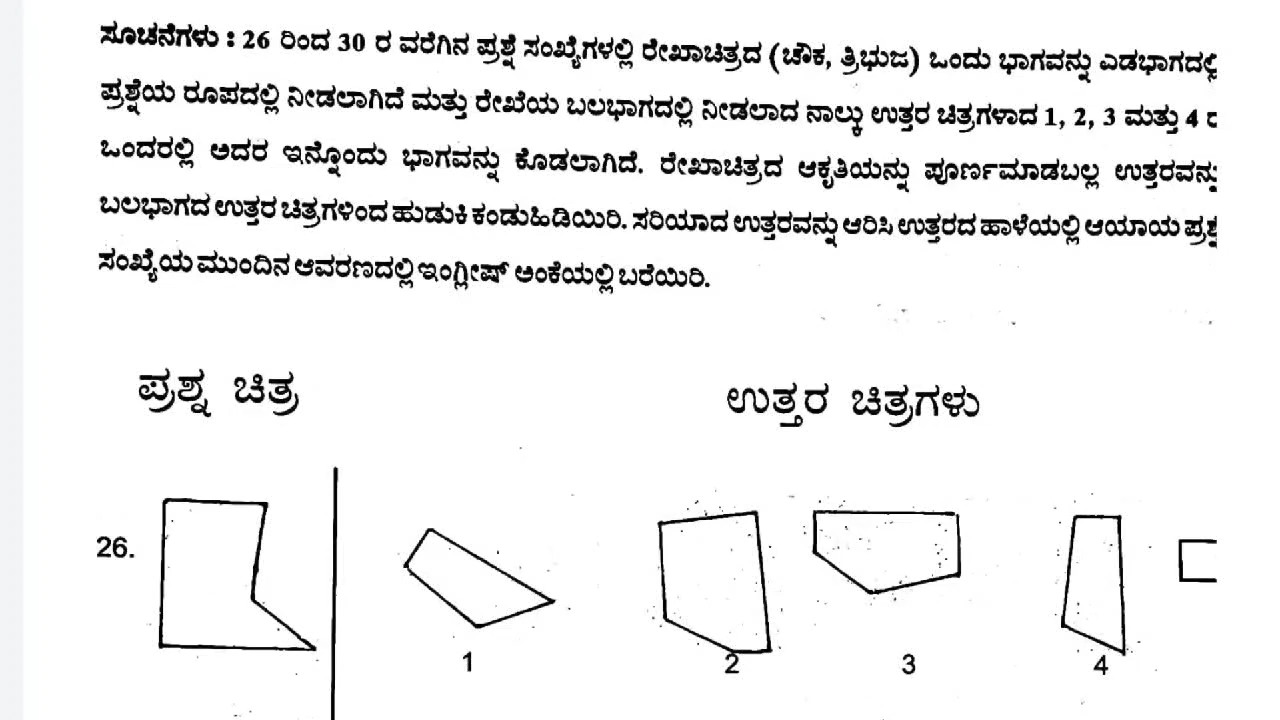 ಸೂಚನೆಗಳು : 26 ರಿಂದ 30 ರ ವರೆಗಿನ ಪ್ರಶ್ನೆ ಸಂಖ್ಯೆಗಳಲ್ಲಿ ರೇಖಾಚಿತ್ರದ (ಚೌಕ, ತ್ರಿಭುಜ) ಒಂದು ಭಾಗವನ್ನು ಎಡಭಾಗದಲ್ಲಿ
ಪ್ರಶ್ನೆಯ ರೂಪದಲ್ಲಿ ನೀಡಲಾಗಿದೆ ಮತ್ತು ರೇಖೆಯ ಬಲಭಾಗದಲ್ಲಿ ನೀಡಲಾದ ನಾಲ್ಕು ಉತ್ತರ ಚಿತ್ರಗಳಾದ 1, 2, 3 ಮತ್ತು 4 ರ
ಒಂದರಲ್ಲಿ ಅದರ ಇನ್ನೊಂದು ಭಾಗವನ್ನು ಕೊಡಲಾಗಿದೆ. ರೇಖಾಚಿತ್ರದ ಆಕೃತಿಯನ್ನು ಪೂರ್ಣಮಾಡಬಲ್ಲ ಉತ್ತರವನ್ನು
ಬಲಭಾಗದ ಉತ್ತರ ಚಿತ್ರಗಳಿಂದ ಹುಡುಕಿ ಕಂಡುಹಿಡಿಯಿರಿ. ಸರಿಯಾದ ಉತ್ತರವನ್ನು ಆರಿಸಿ ಉತ್ತರದ ಹಾಳೆಯಲ್ಲಿ ಆಯಾಯ ಪ್ರಶ್ನೆ
ಸಂಖ್ಯೆಯ ಮುಂದಿನ ಆವರಣದಲ್ಲಿ ಇಂಗ್ಲೀಷ್ ಅಂಕೆಯಲ್ಲಿ ಬರೆಯಿರಿ.
ಪ್ರಶ್ನ ಚಿತ್ರ
ಉತ್ತರ ಚಿತ್ರಗಳು
26.
1 2 3 4